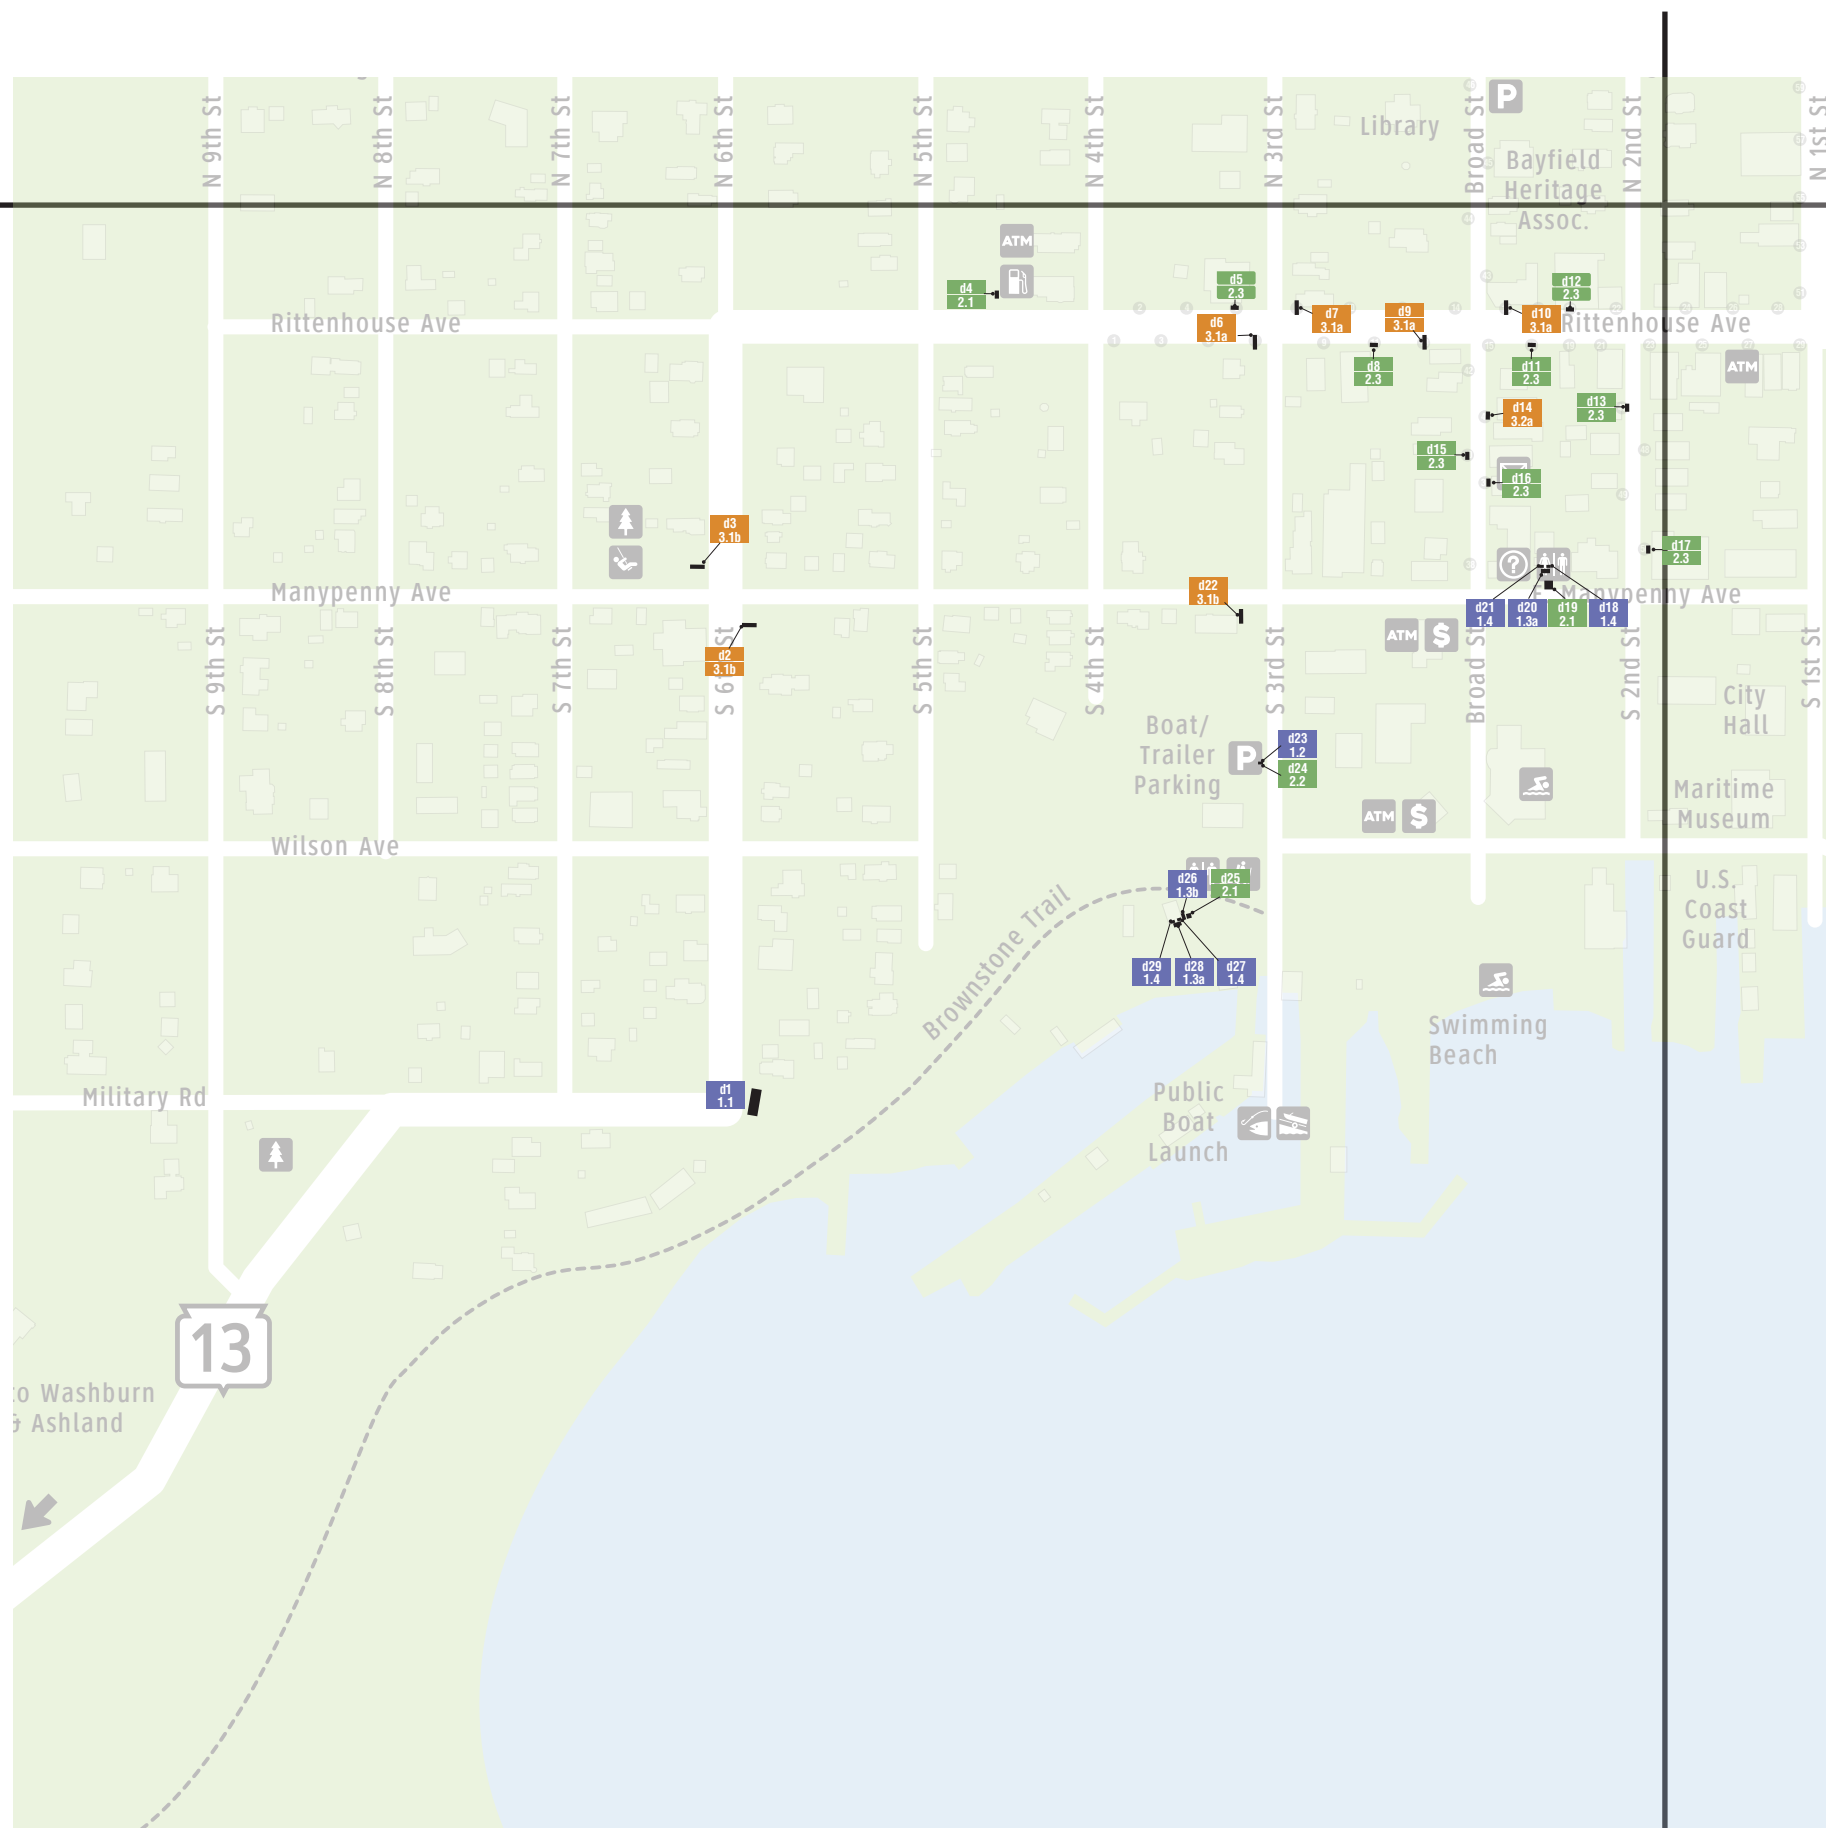 N 9th St
N 8th St
N 7th St
N 6th St
N 5th St
N 4th St
N 3rd St
Broad St
N 2nd St
N 1st St
P
Library
Bayfield
Heritage
Assoc.
ATM
d4
2.1
d5
2.3
d6
3.1a
d7
3.1a
d9
3.1a
d10
3.1a
d12
2.3
Rittenhouse Ave
Rittenhouse Ave
d8
2.3
d11
2.3
ATM
d14
3.2a
d13
2.3
d15
2.3
d16
2.3
d3
3.1b
d17
2.3
?
Manypenny Ave
d22
3.1b
E Manypenny Ave
d21
1.4
d20
1.3a
d19
2.1
d18
1.4
ATM
$
d2
3.1b
S 9th St
S 8th St
S 7th St
S 6th St
S 5th St
S 4th St
S 3rd St
Broad St
S 2nd St
S 1st St
City
Hall
Boat/
Trailer
Parking
P
d23
1.2
d24
2.2
Maritime
Museum
ATM
$
Wilson Ave
d26
1.3b
d25
2.1
U.S.
Coast
Guard
Brownstone Trail
d29
1.4
d28
1.3a
d27
1.4
Swimming
Beach
Military Rd
d1
1.1
Public
Boat
Launch
13
to Washburn
& Ashland